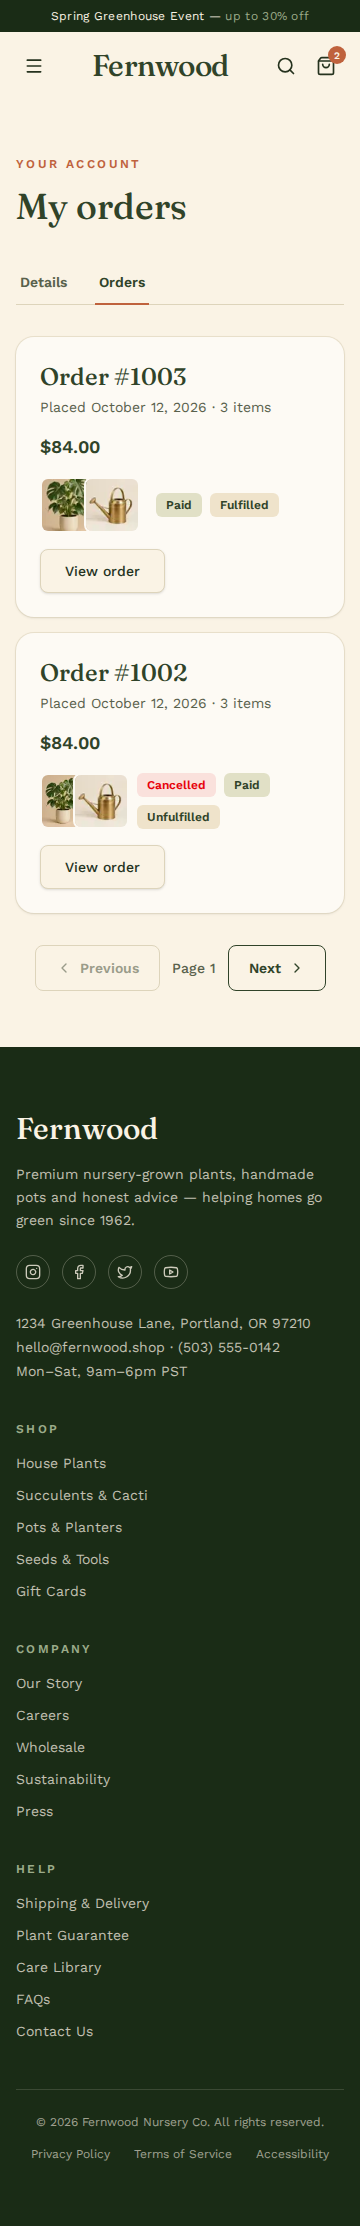 Spring Greenhouse Event — up to 30% off
Fernwood
2
YOUR ACCOUNT
My orders
Details Orders
Order #1003
Placed October 12, 2026 · 3 items
$84.00
Paid Fulfilled
View order
Order #1002
Placed October 12, 2026 · 3 items
$84.00
Cancelled Paid
Unfulfilled
View order
Previous Page 1 Next
Fernwood
Premium nursery-grown plants, handmade
pots and honest advice — helping homes go
green since 1962.
1234 Greenhouse Lane, Portland, OR 97210
hello@fernwood.shop · (503) 555-0142
Mon–Sat, 9am–6pm PST
SHOP
House Plants
Succulents & Cacti
Pots & Planters
Seeds & Tools
Gift Cards
COMPANY
Our Story
Careers
Wholesale
Sustainability
Press
HELP
Shipping & Delivery
Plant Guarantee
Care Library
FAQs
Contact Us
© 2026 Fernwood Nursery Co. All rights reserved.
Privacy Policy Terms of Service Accessibility